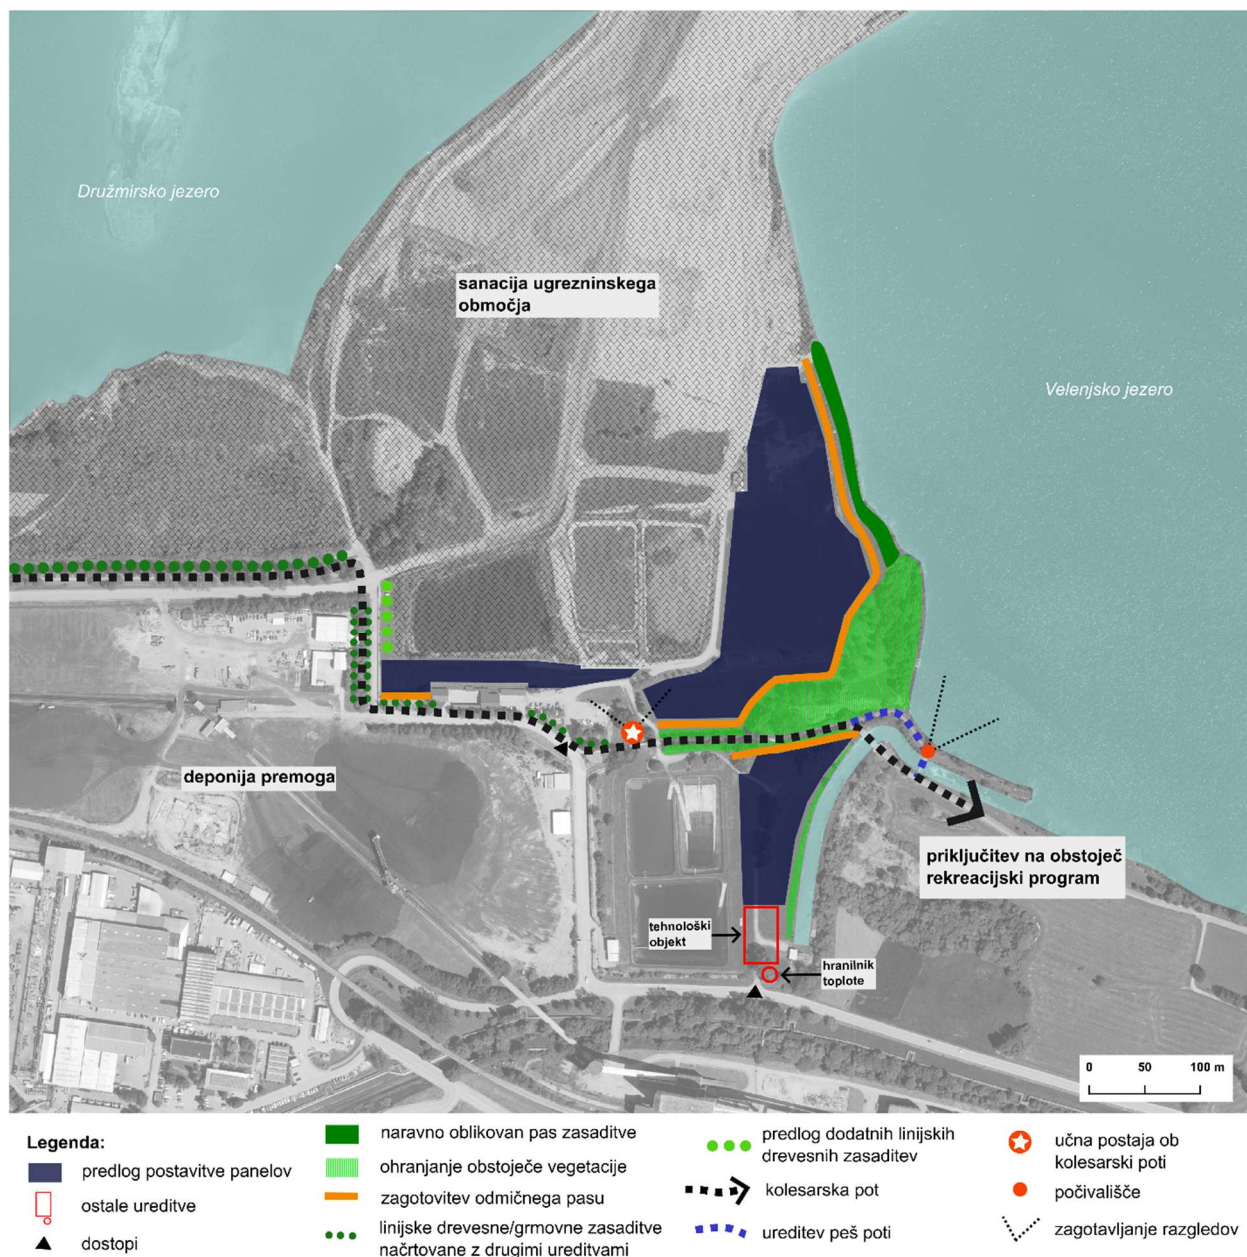 Družmirsko jezero
sanacija ugrezninskega
območja
Velenjsko jezero
deponija premoga
priključitev na obstoječ
rekreacijski program
tehnološki
objekt
hranilnik
toplote
0 50 100 m
Legenda:
predlog postavitve panelov
ostale ureditve
dostopi
naravno oblikovan pas zasaditve
ohranjanje obstoječe vegetacije
zagotovitev odmičnega pasu
linijske drevesne/grmovne zasaditve
načrtovane z drugimi ureditvami
predlog dodatnih linijskih
drevesnih zasaditev
kolesarska pot
ureditev peš poti
učna postaja ob
kolesarski poti
počivališče
zagotavljanje razgledov